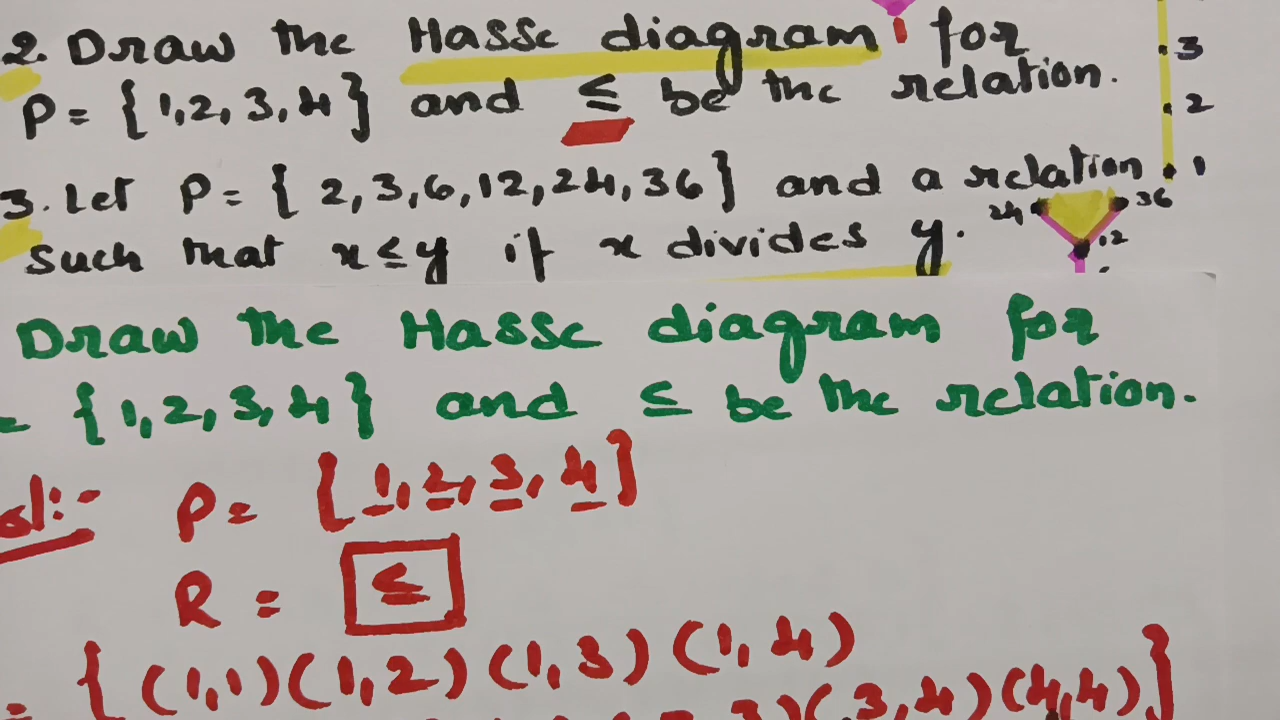 2. Draw the Hasse diagram for
P = {1,2,3,4} and ≤ be the relation.
3
2
1
3. Let P = { 2,3,6,12,24,36} and a relation
such that x≤y if x divides y.
24
36
12
Draw the Hasse diagram for
= {1,2,3,4} and ≤ be the relation.
P = {1,2,3,4}
R = ≤
= { (1,1)(1,2)(1,3)(1,4)
(3,4)(4,4)}